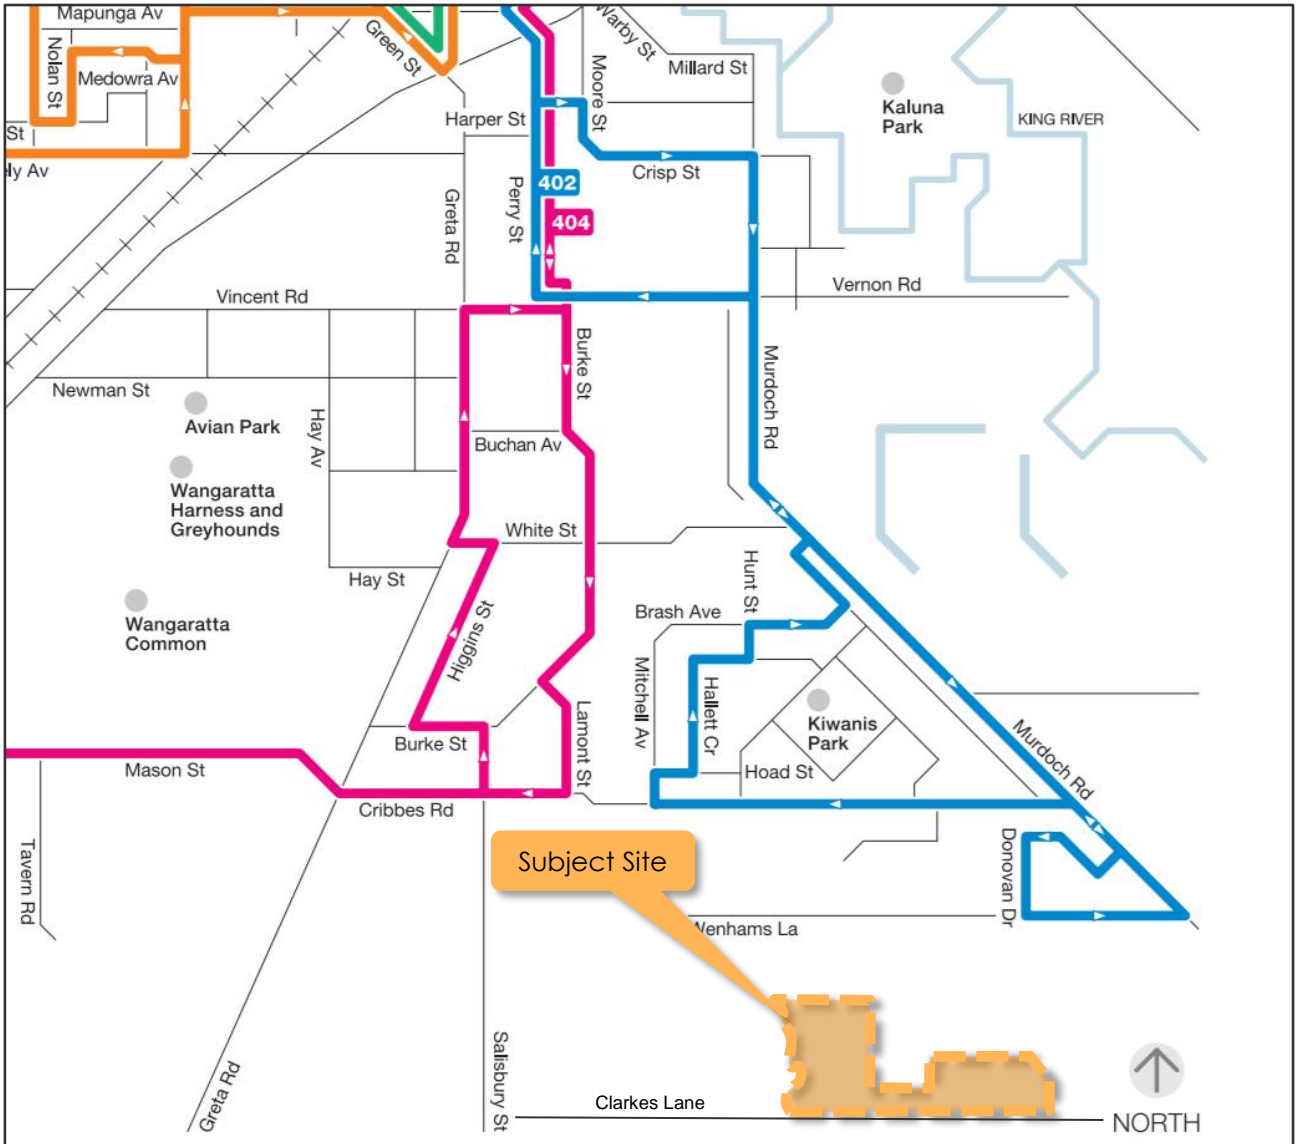 Mapunga Av
Nolan St
Medowra Av
St
ly Av
Green St
Warby St
Millard St
Moore St
Kaluna
Park
KING RIVER
Harper St
Crisp St
402
404
Perry St
Greta Rd
Vincent Rd
Vernon Rd
Newman St
Burke St
Murdoch Rd
Avian Park
Hay Av
Buchan Av
Wangaratta
Harness and
Greyhounds
White St
Hay St
Hunt St
Brash Ave
Wangaratta
Common
Higgins St
Mitchell Av
Hallett Cr
Kiwanis
Park
Lamont St
Burke St
Murdoch Rd
Mason St
Hoad St
Cribbes Rd
Tavern Rd
Subject Site
Donovan Dr
Wenhams La
Salisbury St
Greta Rd
Clarkes Lane
NORTH